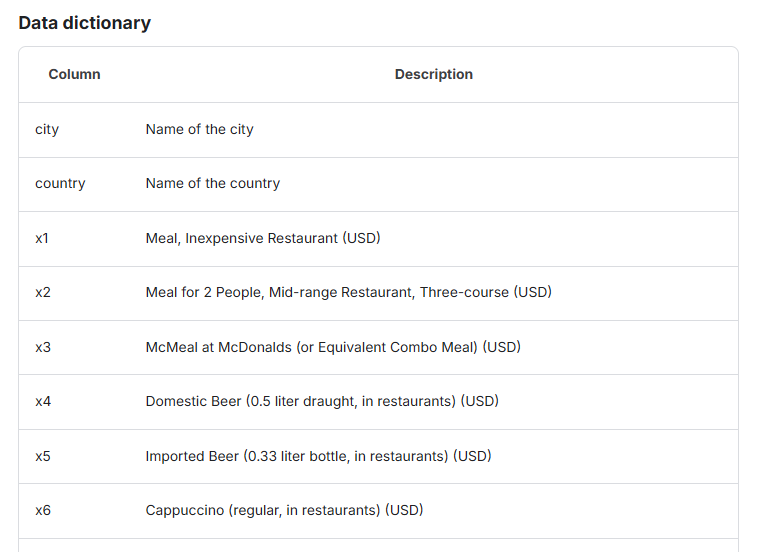 Data dictionary
Column Description
city Name of the city
country Name of the country
x1 Meal, Inexpensive Restaurant (USD)
x2 Meal for 2 People, Mid-range Restaurant, Three-course (USD)
x3 McMeal at McDonalds (or Equivalent Combo Meal) (USD)
x4 Domestic Beer (0.5 liter draught, in restaurants) (USD)
x5 Imported Beer (0.33 liter bottle, in restaurants) (USD)
x6 Cappuccino (regular, in restaurants) (USD)